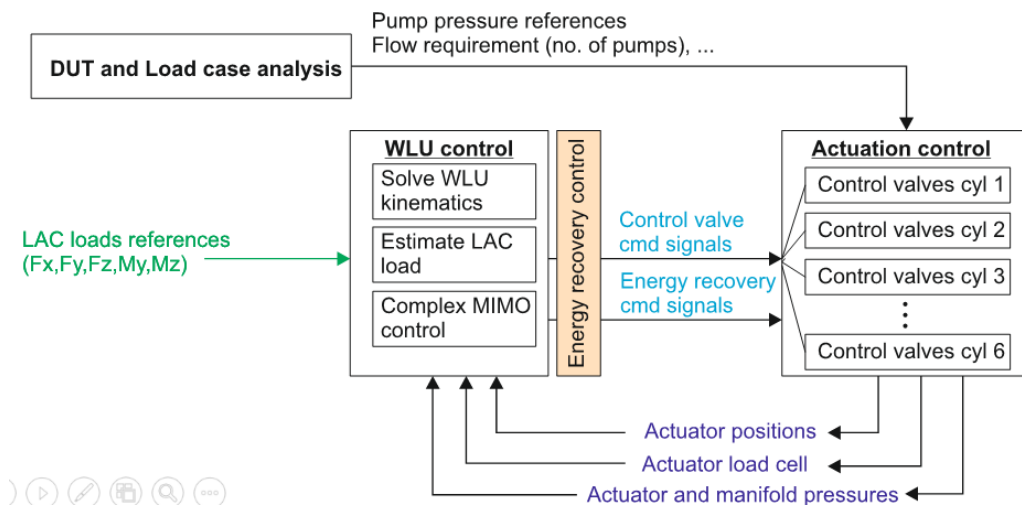 Pump pressure references
Flow requirement (no. of pumps), ...
DUT and Load case analysis
WLU control
Solve WLU
kinematics
Estimate LAC
load
Complex MIMO
control
Energy recovery control
Actuation control
Control valves cyl 1
Control valves cyl 2
Control valves cyl 3
Control valves cyl 6
LAC loads references
(Fx,Fy,Fz,My,Mz)
Control valve
cmd signals
Energy recovery
cmd signals
Actuator positions
Actuator load cell
Actuator and manifold pressures